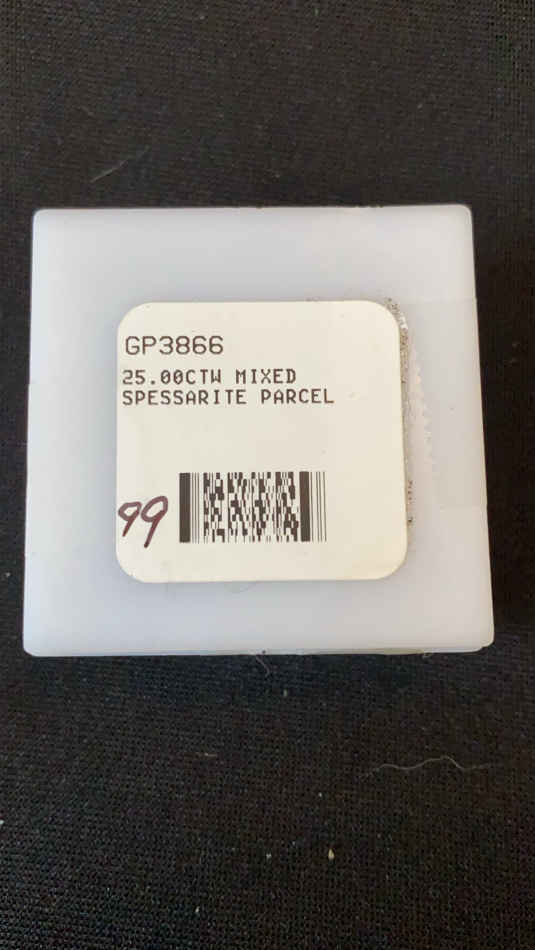 GP3866
25.00CTW MIXED
SPESSARITE PARCEL
99